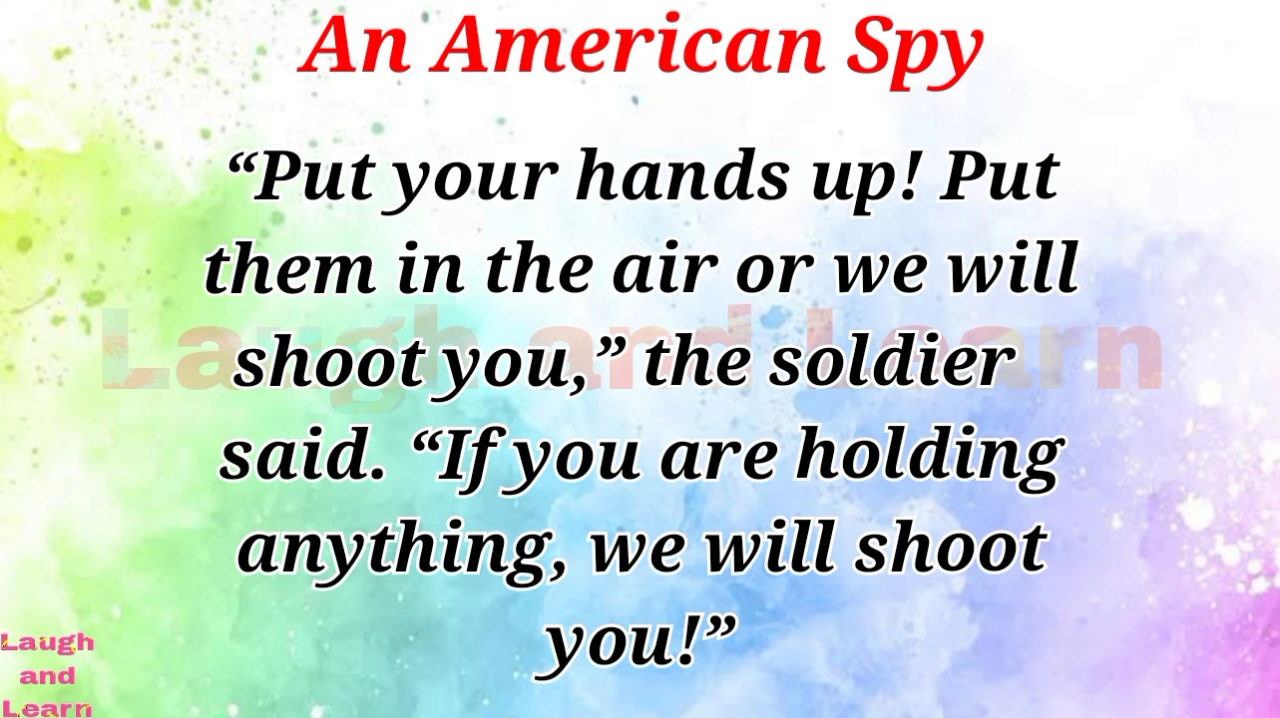 An American Spy
“Put your hands up! Put
them in the air or we will
shoot you,” the soldier
said. “If you are holding
anything, we will shoot
you!”
Laugh and Learn
Laugh
and
Learn